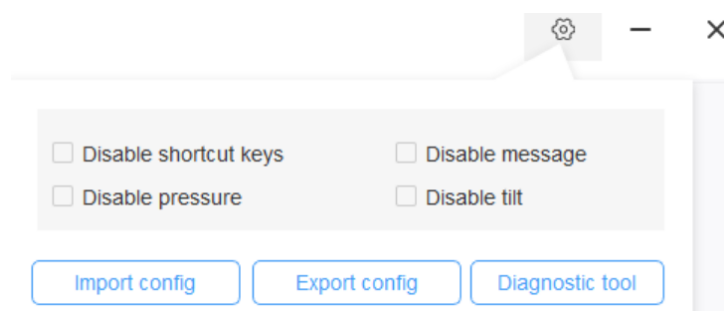 Disable shortcut keys
Disable message
Disable pressure
Disable tilt
Import config
Export config
Diagnostic tool